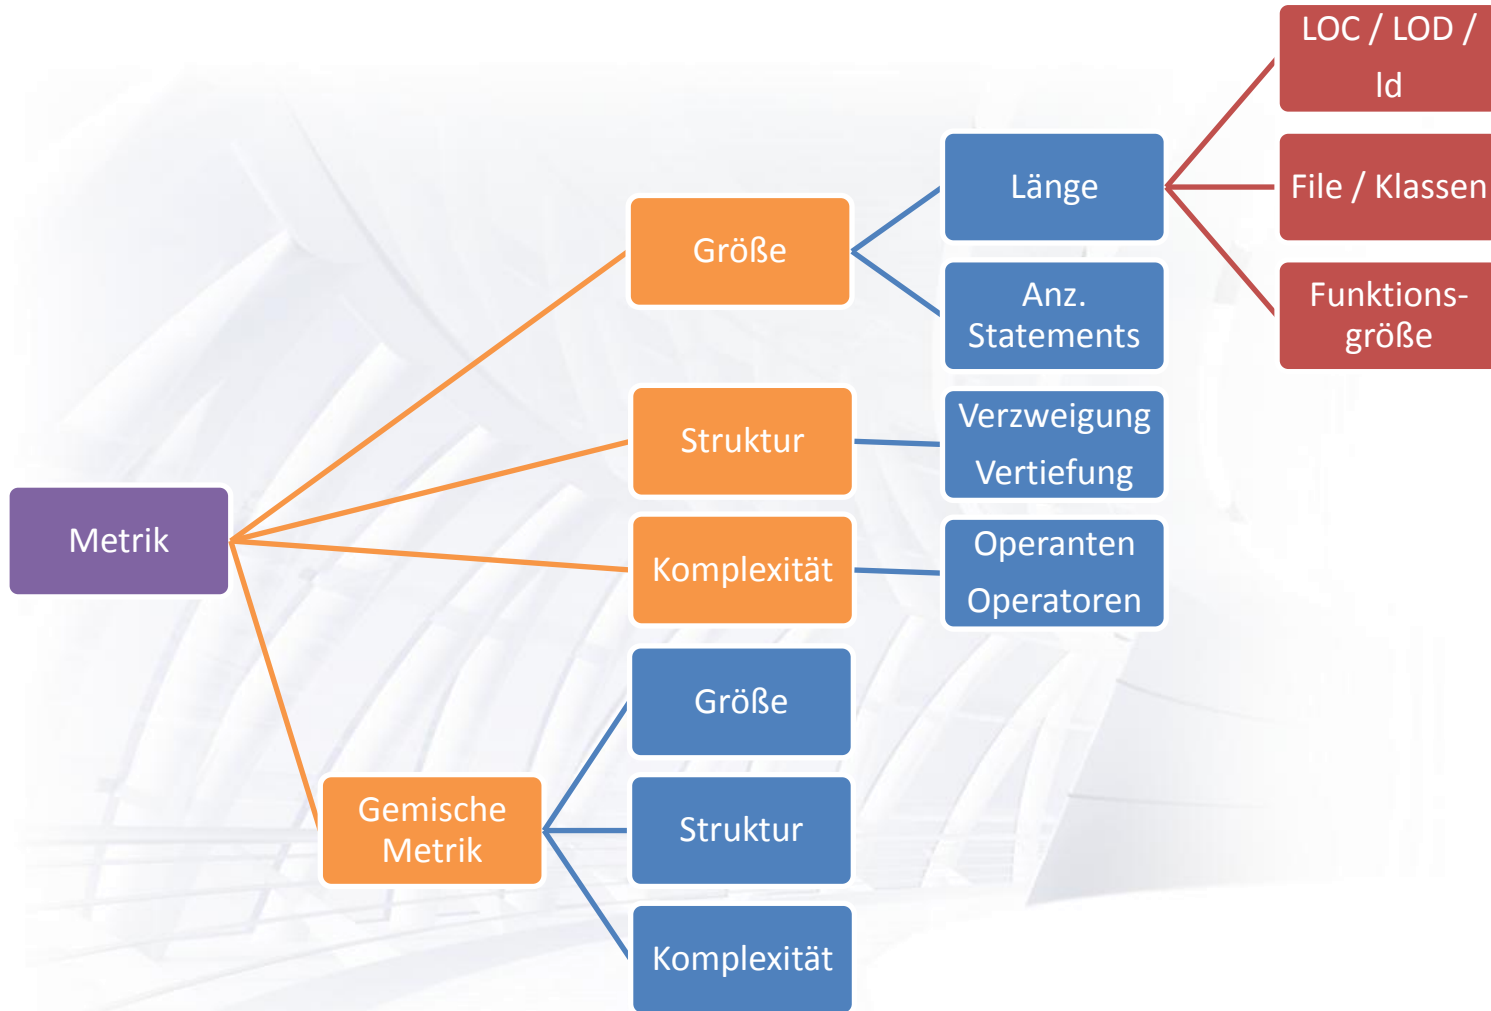 Metrik
Größe
Länge
LOC / LOD /
ld
File / Klassen
Funktions-
größe
Anz.
Statements
Struktur
Verzweigung
Vertiefung
Komplexität
Operanten
Operatoren
Gemische
Metrik
Größe
Struktur
Komplexität